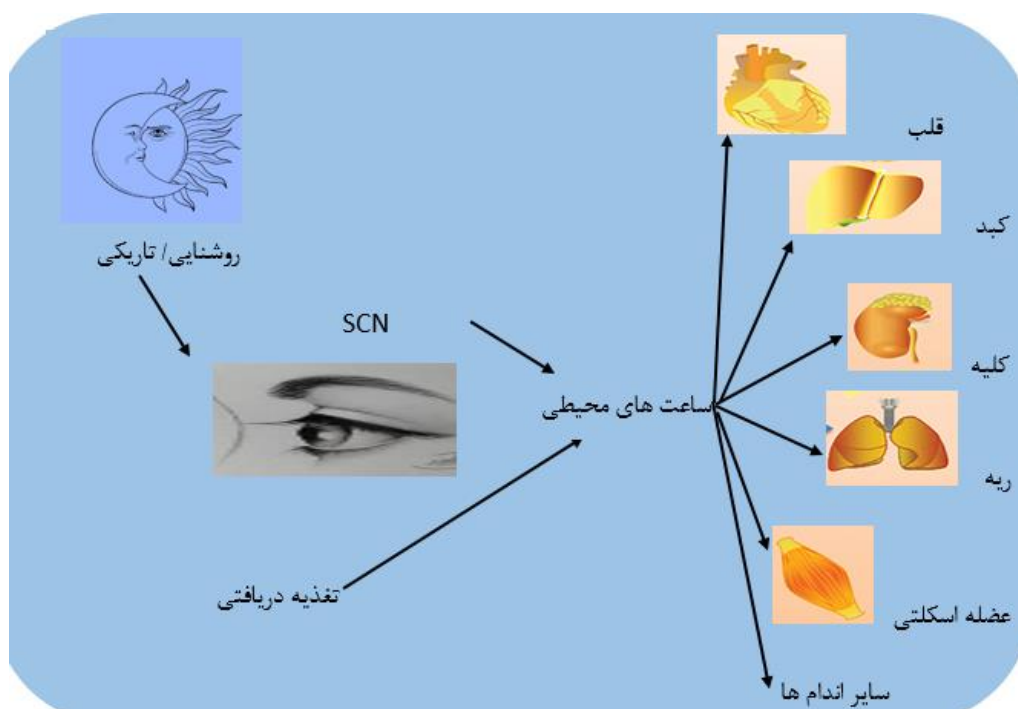 قلب
کبد
روشنایی/ تاریکی
SCN
کلیه
ساعت های محیطی
ریه
تغذیه دریافتی
عضله اسکلتی
سایر اندام ها